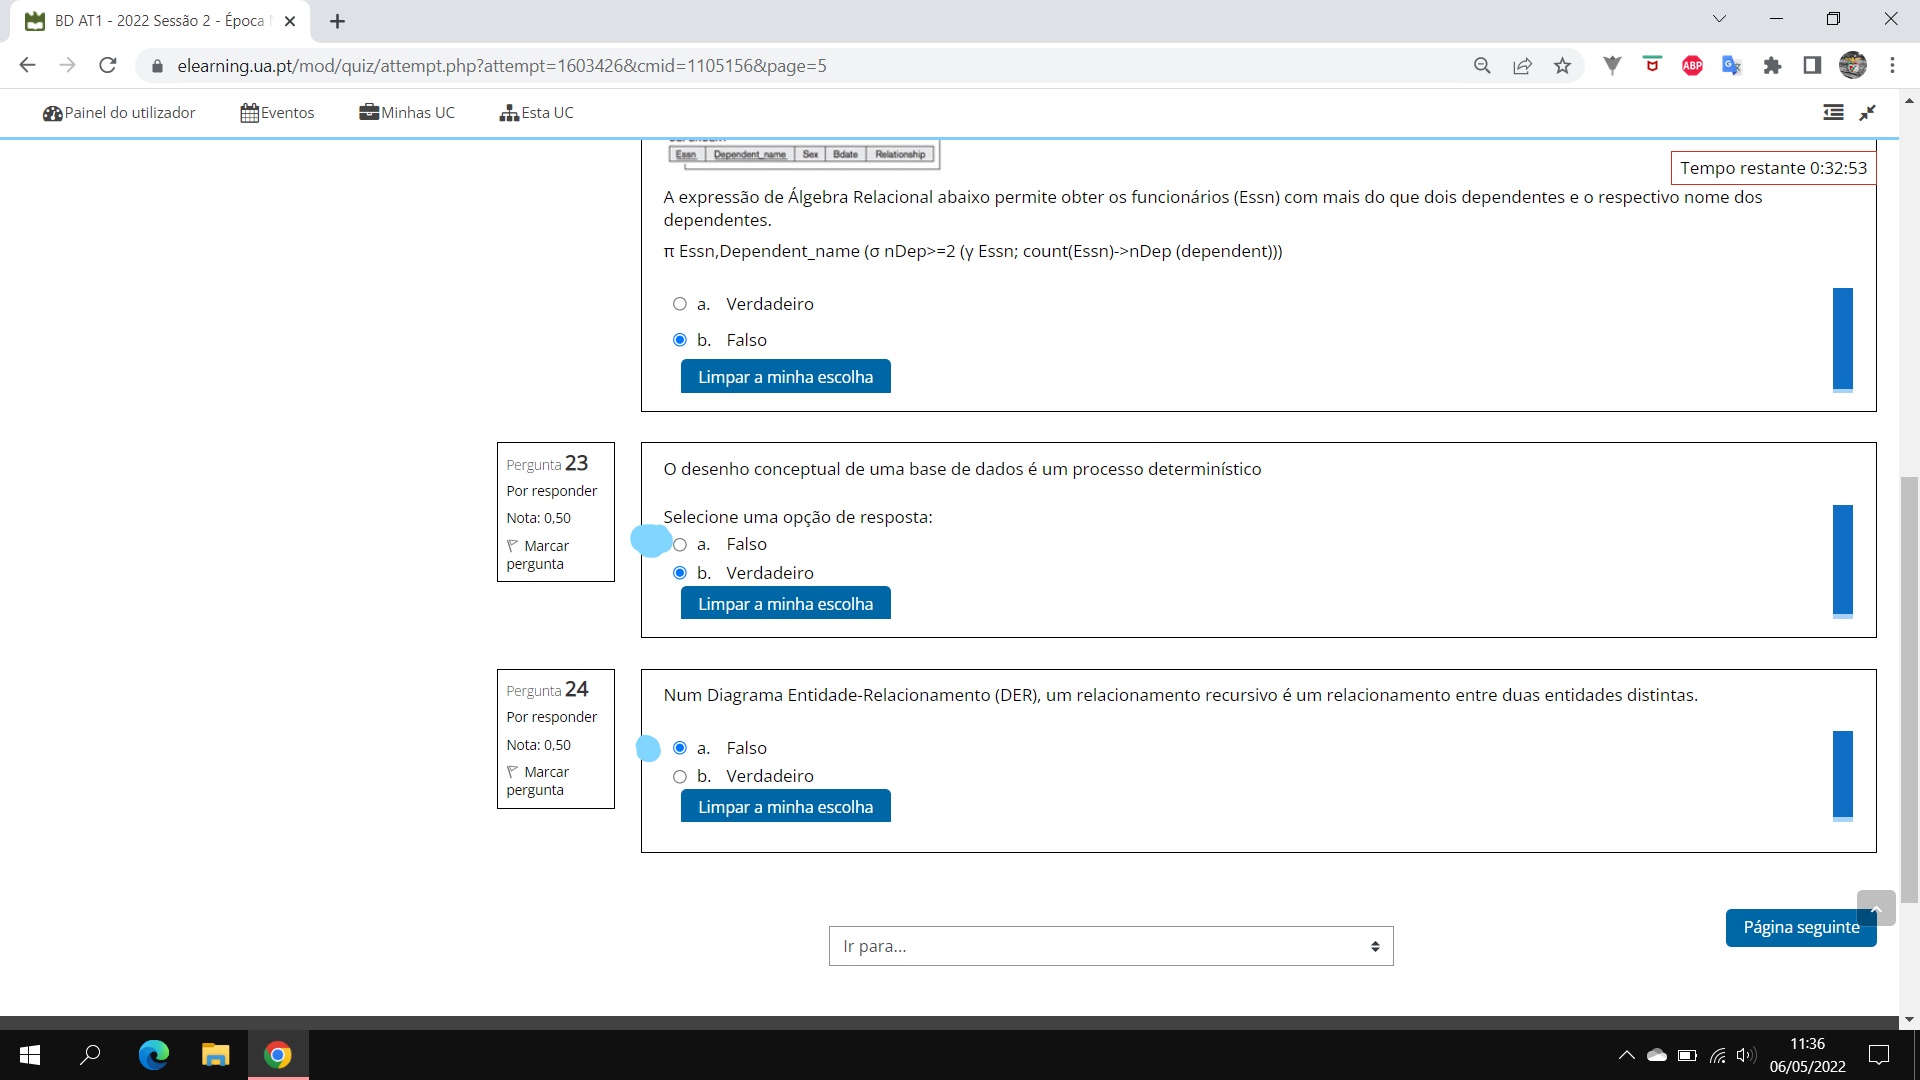 BD AT1 - 2022 Sessão 2 - Época
elearning.ua.pt/mod/quiz/attempt.php?attempt=1603426&cmid=1105156&page=5
ABP
Painel do utilizador
Eventos
Minhas UC
Esta UC
Essn Dependent_name Sex Bdate Relationship
Tempo restante 0:32:53
A expressão de Álgebra Relacional abaixo permite obter os funcionários (Essn) com mais do que dois dependentes e o respectivo nome dos
dependentes.
π Essn,Dependent_name (σ nDep>=2 (γ Essn; count(Essn)->nDep (dependent)))
a. Verdadeiro
b. Falso
Limpar a minha escolha
Pergunta 23
Por responder
Nota: 0,50
Marcar
pergunta
O desenho conceptual de uma base de dados é um processo determinístico
Selecione uma opção de resposta:
a. Falso
b. Verdadeiro
Limpar a minha escolha
Pergunta 24
Por responder
Nota: 0,50
Marcar
pergunta
Num Diagrama Entidade-Relacionamento (DER), um relacionamento recursivo é um relacionamento entre duas entidades distintas.
a. Falso
b. Verdadeiro
Limpar a minha escolha
Ir para...
Página seguinte
11:36
06/05/2022